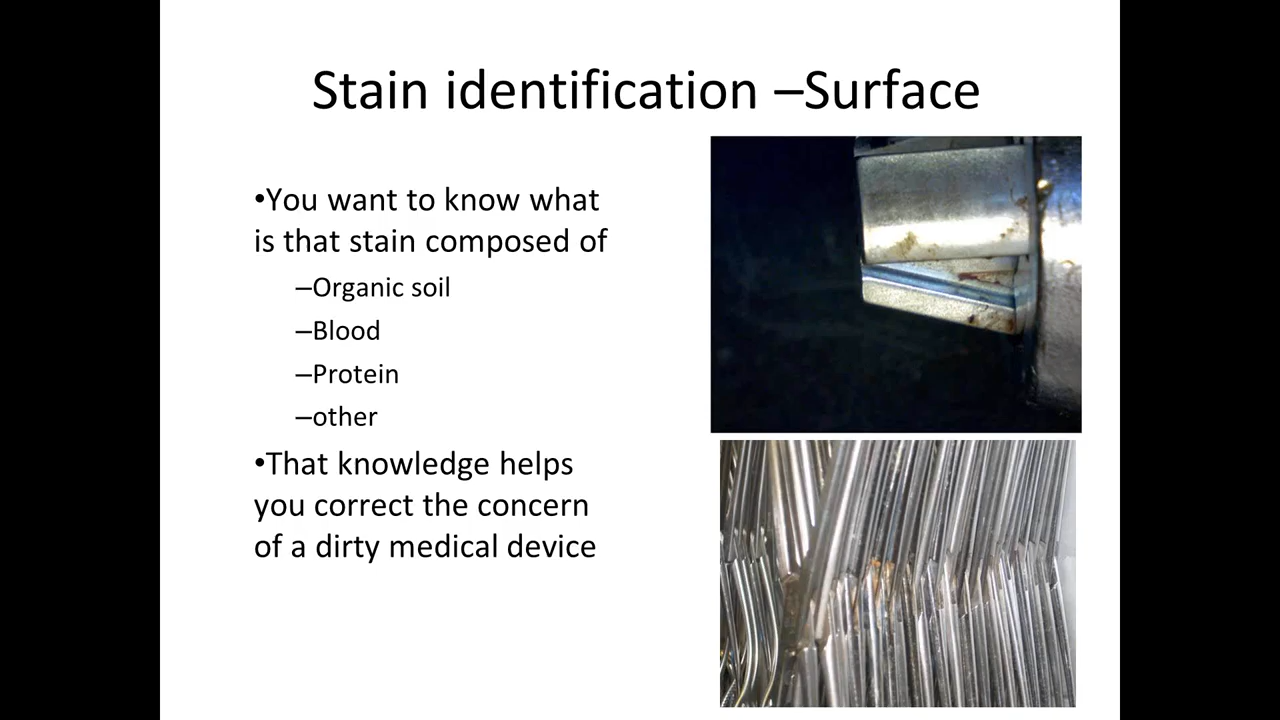 Stain identification –Surface
•You want to know what
is that stain composed of
–Organic soil
–Blood
–Protein
–other
•That knowledge helps
you correct the concern
of a dirty medical device